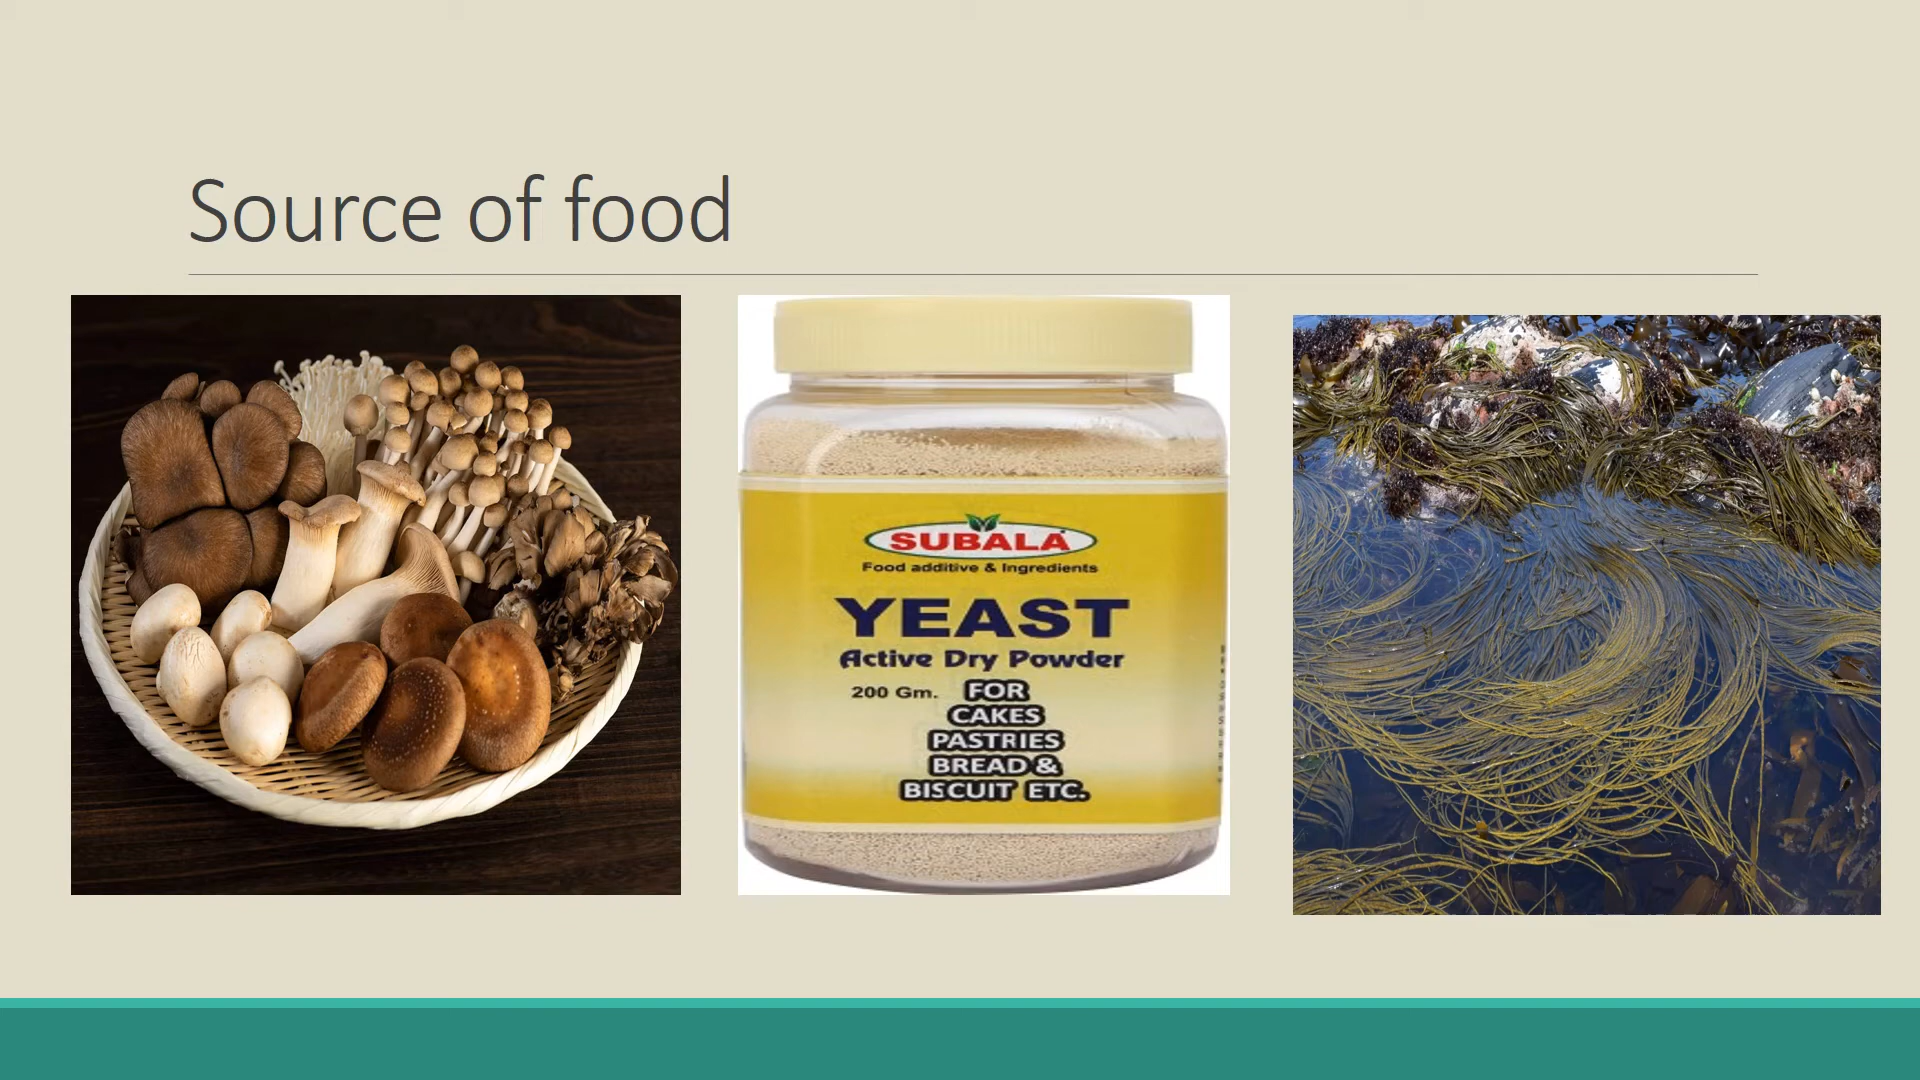 Source of food
SUBALA
Food additive & Ingredients
YEAST
Active Dry Powder
200 Gm. FOR
CAKES
PASTRIES
BREAD &
BISCUIT ETC.